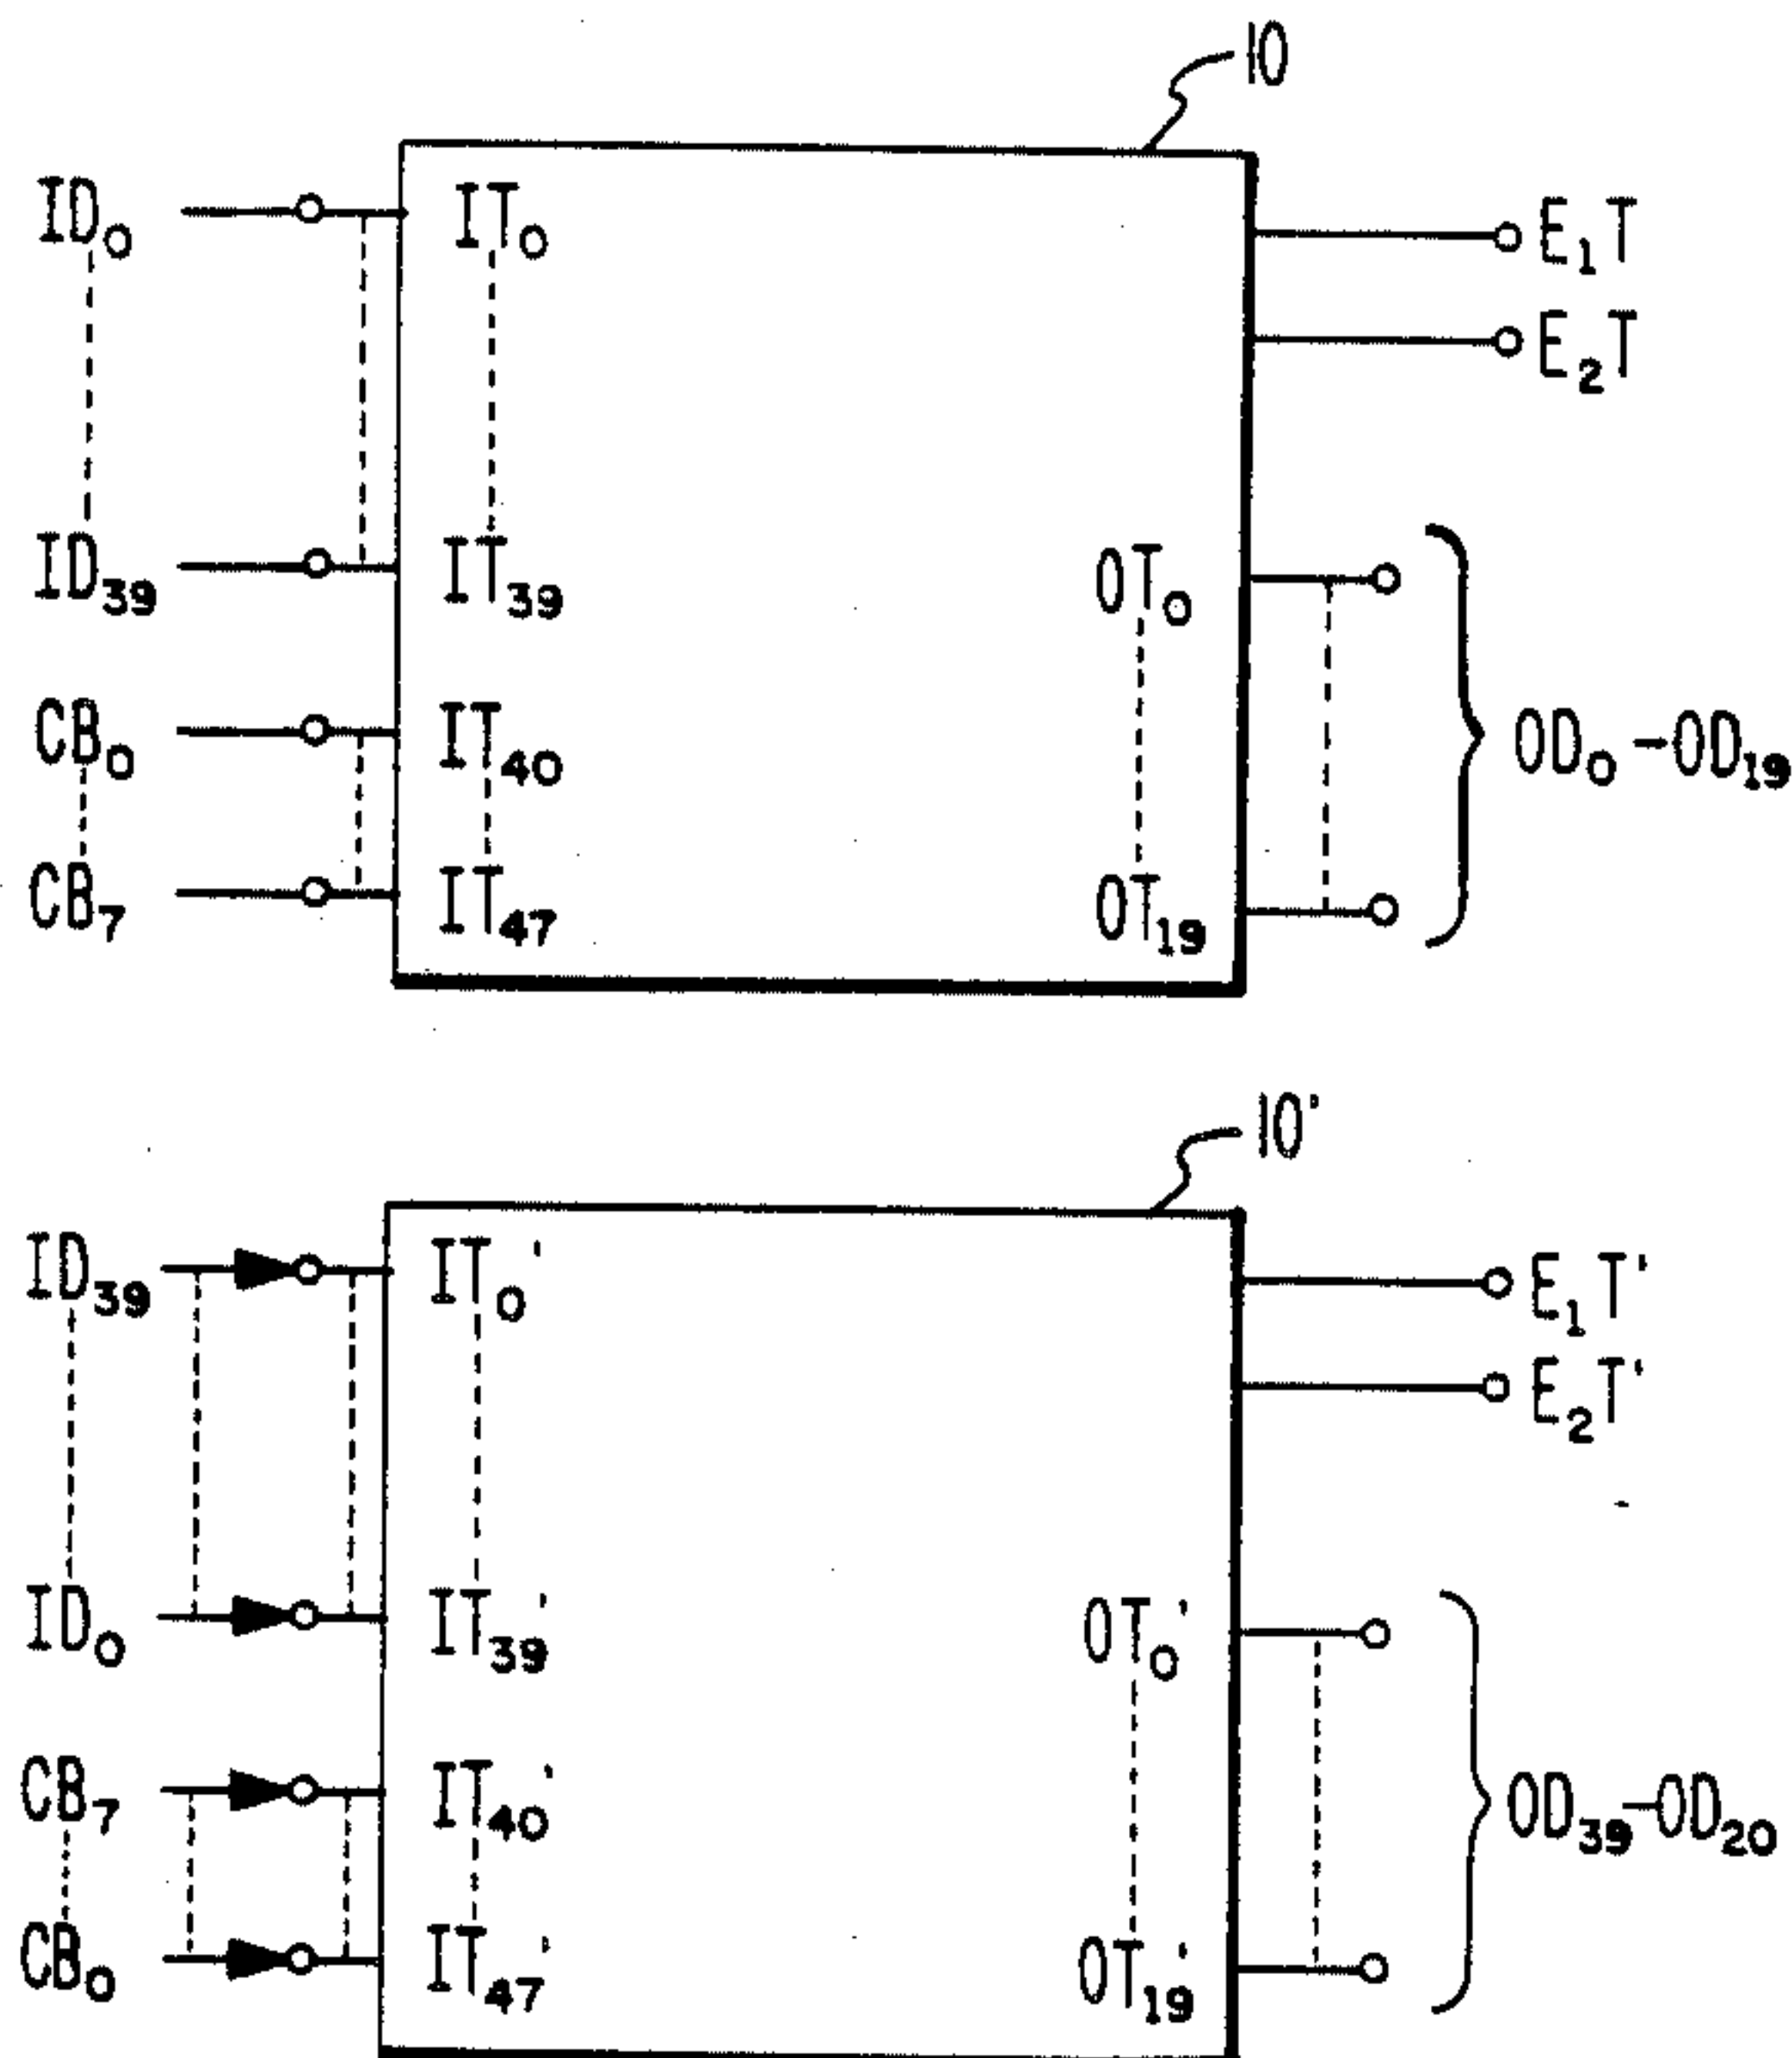 10
ID₀ IT₀ E₁T
E₂T
ID₃₉ IT₃₉ OT₀
CB₀ IT₄₀ OD₀–OD₁₉
CB₇ IT₄₇ OT₁₉
10'
ID₃₉ IT₀' E₁T'
E₂T'
ID₀ IT₃₉' OT₀'
CB₇ IT₄₀' OD₃₉–OD₂₀
CB₀ IT₄₇' OT₁₉'